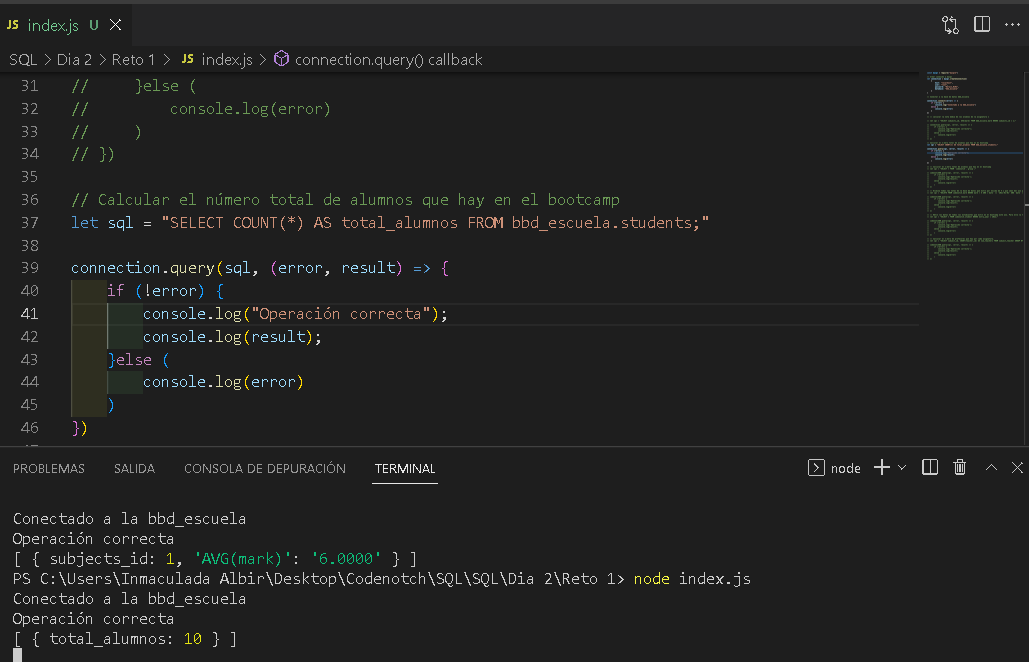 JS index.js U
SQL > Dia 2 > Reto 1 > JS index.js > connection.query() callback
31 //     }else (
32 //         console.log(error)
33 //     )
34 // })
35
36 // Calcular el número total de alumnos que hay en el bootcamp
37 let sql = "SELECT COUNT(*) AS total_alumnos FROM bbd_escuela.students;"
38
39 connection.query(sql, (error, result) => {
40     if (!error) {
41         console.log("Operación correcta");
42         console.log(result);
43     }else (
44         console.log(error)
45     )
46 })
PROBLEMAS SALIDA CONSOLA DE DEPURACIÓN TERMINAL node
Conectado a la bbd_escuela
Operación correcta
[ { subjects_id: 1, 'AVG(mark)': '6.0000' } ]
PS C:\Users\Inmaculada Albir\Desktop\Codenotch\SQL\SQL\Dia 2\Reto 1> node index.js
Conectado a la bbd_escuela
Operación correcta
[ { total_alumnos: 10 } ]